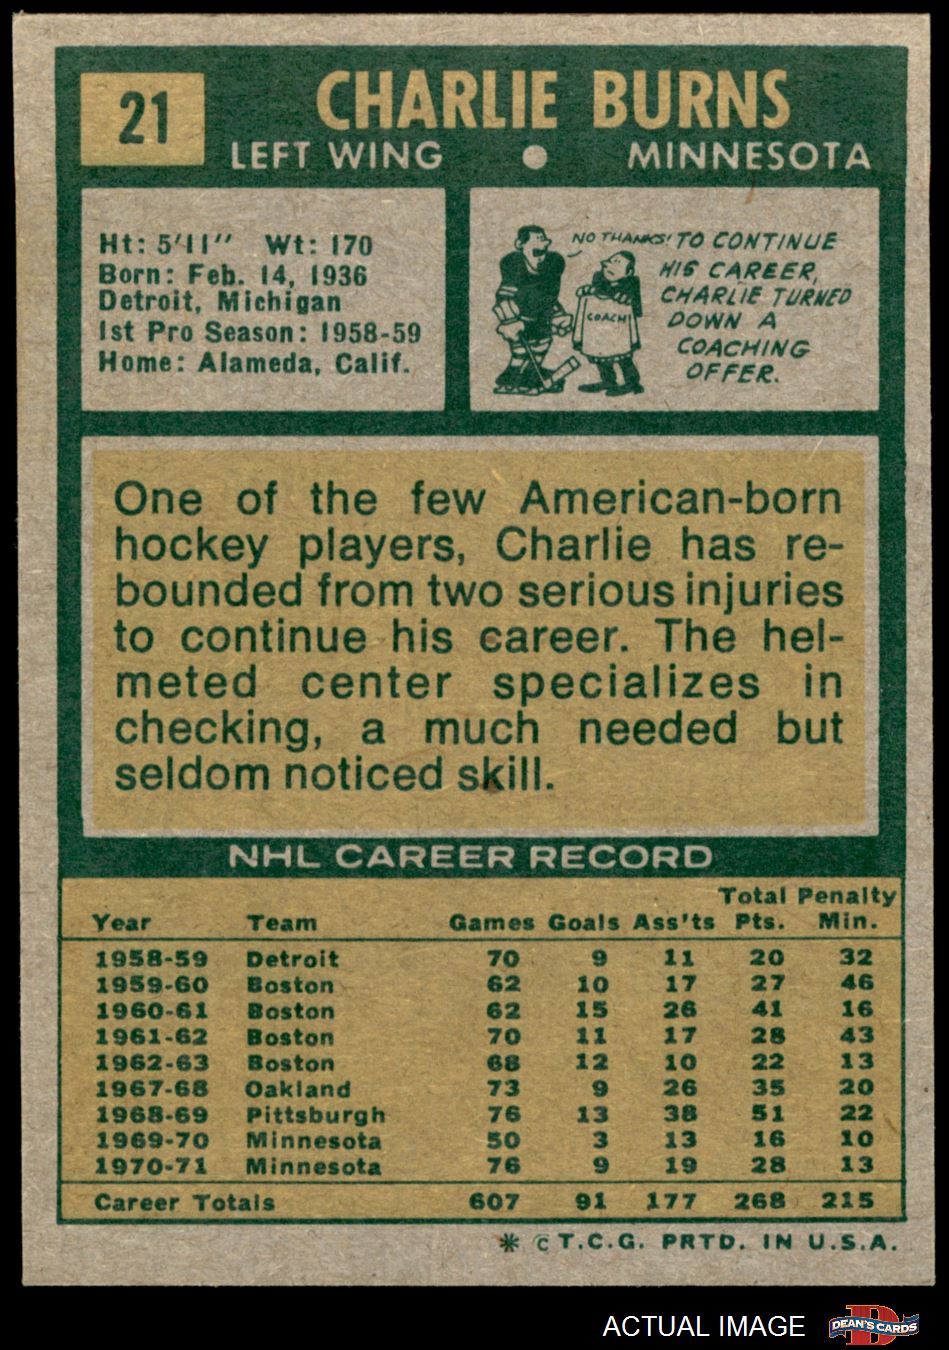 21
CHARLIE BURNS
LEFT WING • MINNESOTA
Ht: 5'11" Wt: 170
Born: Feb. 14, 1936
Detroit, Michigan
1st Pro Season: 1958-59
Home: Alameda, Calif.
NO THANKS!
COACH
TO CONTINUE
HIS CAREER,
CHARLIE TURNED
DOWN A
COACHING
OFFER.
One of the few American-born
hockey players, Charlie has re-
bounded from two serious injuries
to continue his career. The hel-
meted center specializes in
checking, a much needed but
seldom noticed skill.
NHL CAREER RECORD
Year Team Games Goals Ass'ts Total Pts. Penalty Min.
1958-59 Detroit 70 9 11 20 32
1959-60 Boston 62 10 17 27 46
1960-61 Boston 62 15 26 41 16
1961-62 Boston 70 11 17 28 43
1962-63 Boston 68 12 10 22 13
1967-68 Oakland 73 9 26 35 20
1968-69 Pittsburgh 76 13 38 51 22
1969-70 Minnesota 50 3 13 16 10
1970-71 Minnesota 76 9 19 28 13
Career Totals 607 91 177 268 215
* © T.C.G. PRTD. IN U.S.A.
ACTUAL IMAGE
D
DEAN'S CARDS